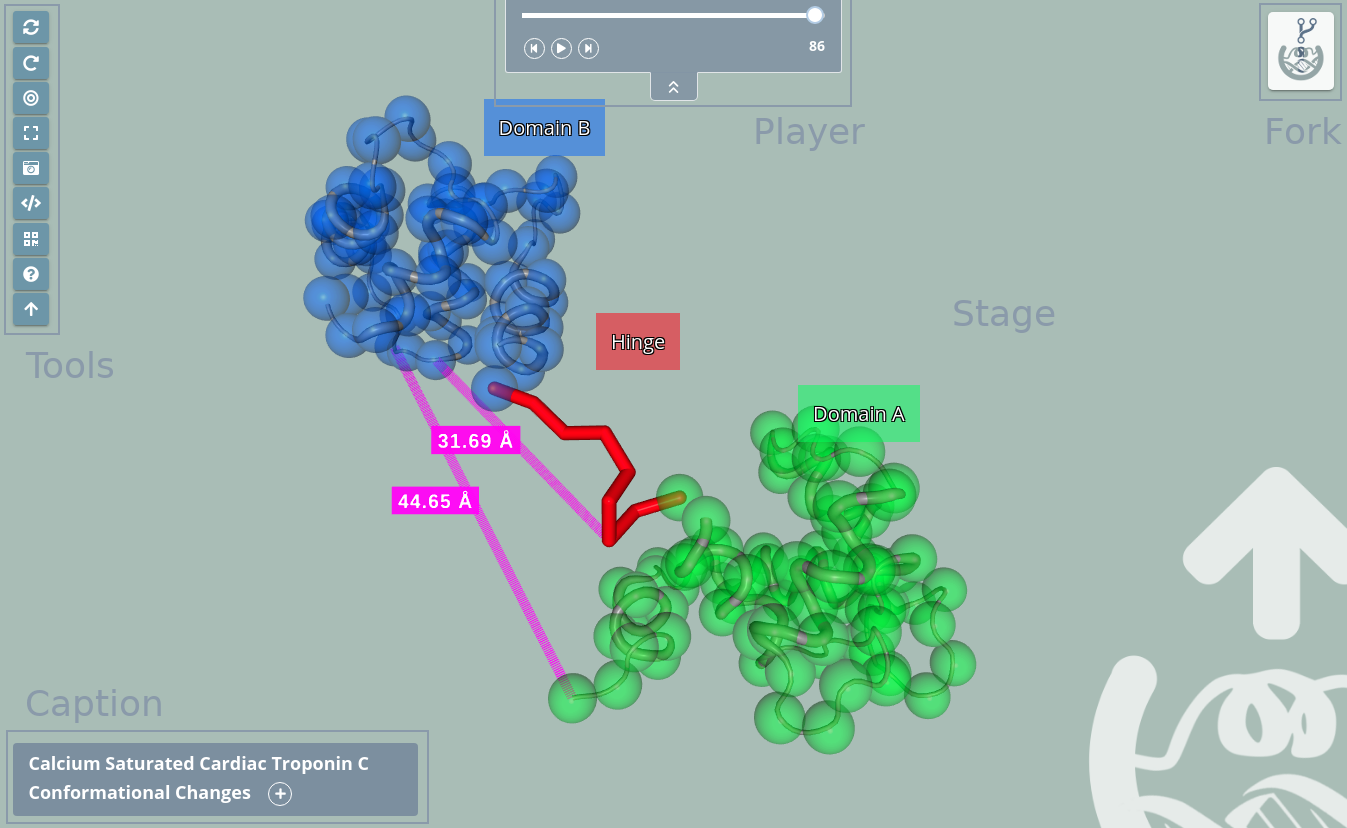 86
Domain B
Player
Fork
Hinge
Stage
Tools
Domain A
31.69 Å
44.65 Å
Caption
Calcium Saturated Cardiac Troponin C
Conformational Changes